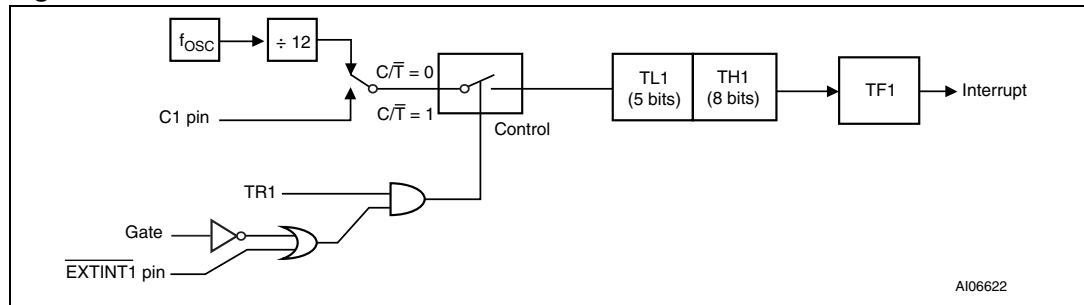 fOSC
÷ 12
C/T̅ = 0
C1 pin
C/T̅ = 1
Control
TL1
(5 bits)
TH1
(8 bits)
TF1
Interrupt
TR1
Gate
E̅X̅T̅I̅N̅T̅1̅ pin
AI06622